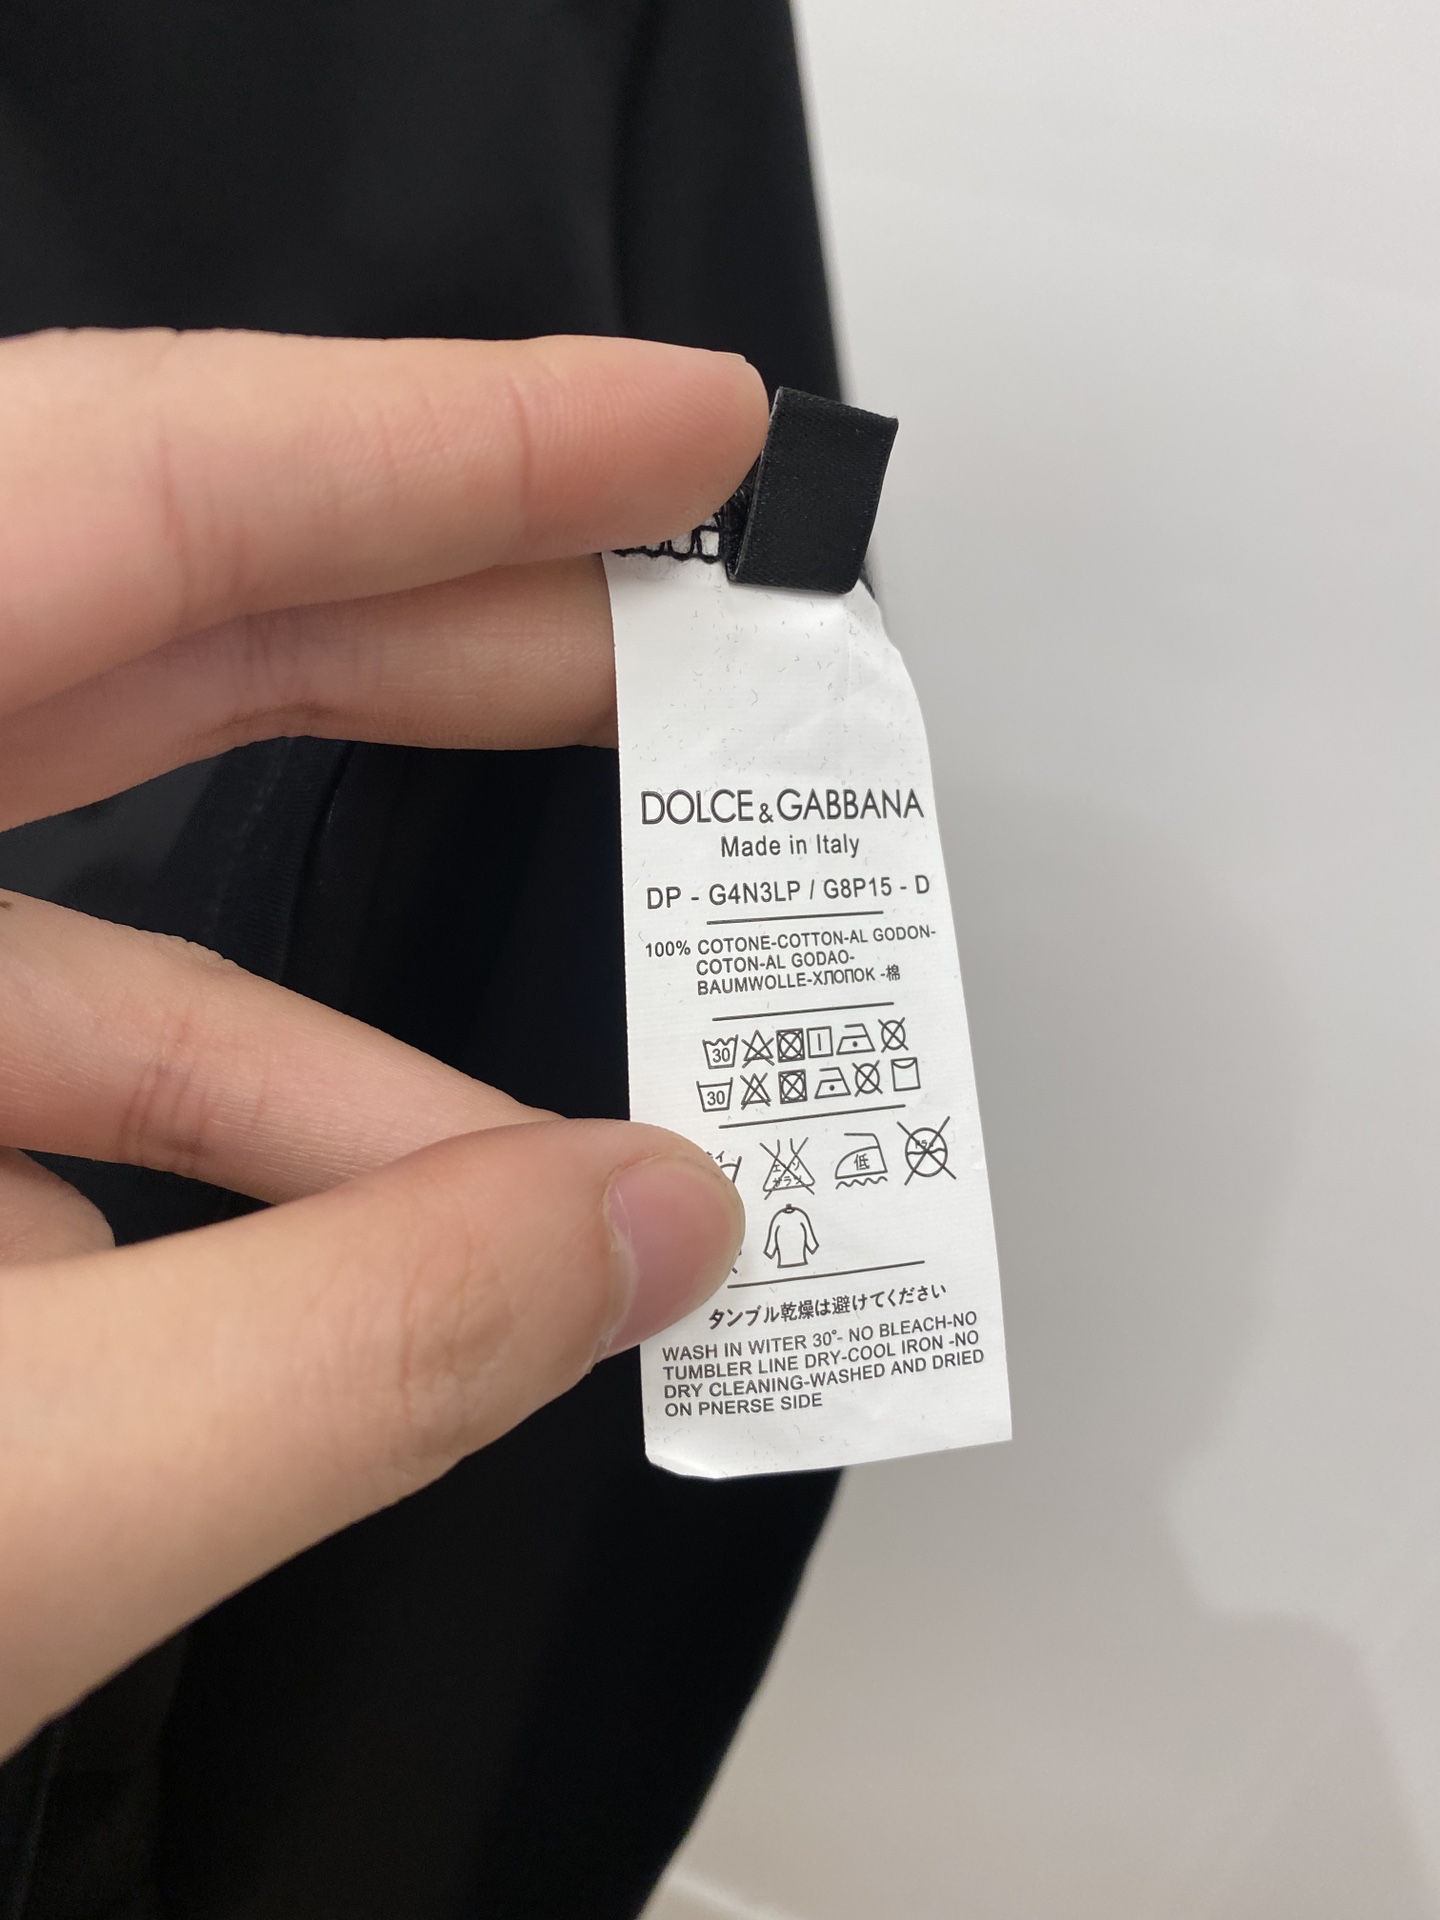 DOLCE&GABBANA
Made in Italy
DP - G4N3LP / G8P15 - D
100% COTONE-COTTON-AL GODON-
COTON-AL GODAO-
BAUMWOLLE-ХЛОПОК -棉
30
30
低
タンブル乾燥は避けてください
WASH IN WITER 30°- NO BLEACH-NO
TUMBLER LINE DRY-COOL IRON -NO
DRY CLEANING-WASHED AND DRIED
ON PNERSE SIDE